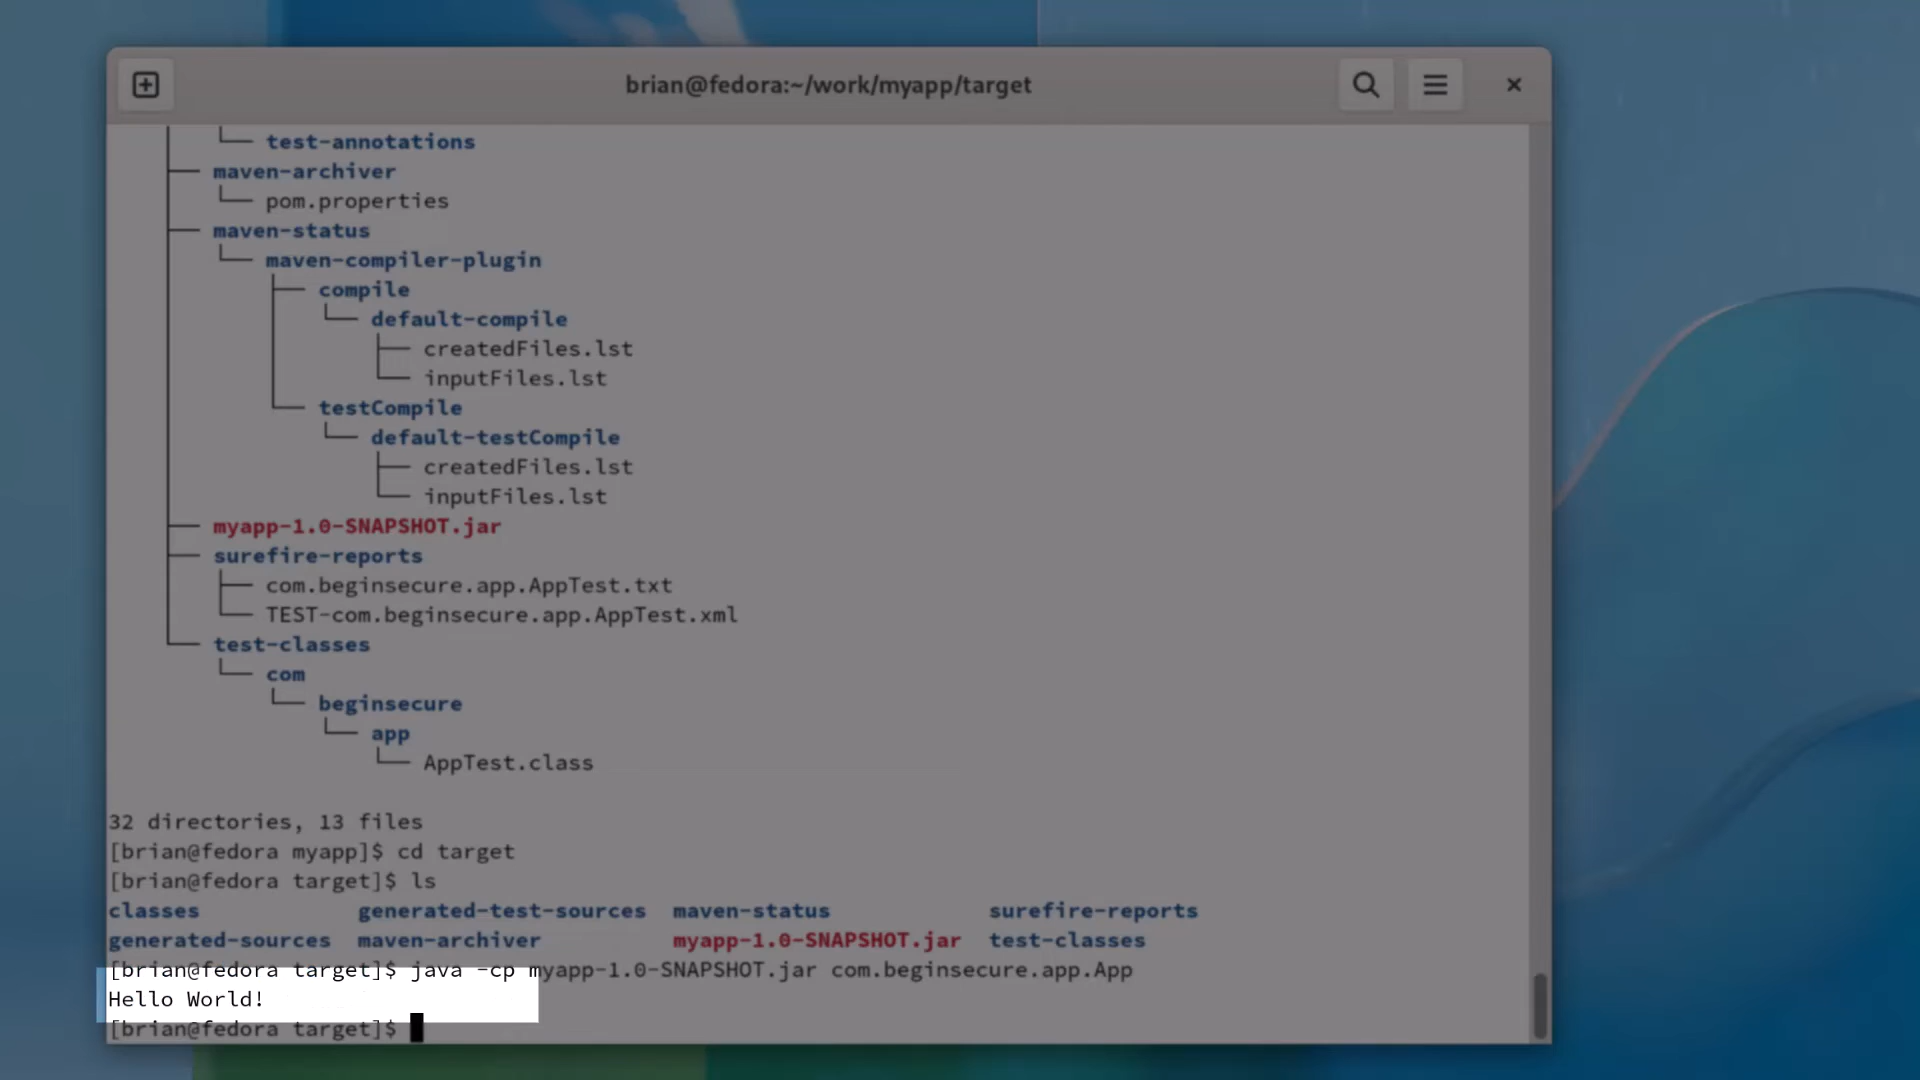 brian@fedora:~/work/myapp/target
└── test-annotations
├── maven-archiver
│   └── pom.properties
├── maven-status
│   └── maven-compiler-plugin
│       ├── compile
│       │   └── default-compile
│       │       ├── createdFiles.lst
│       │       └── inputFiles.lst
│       └── testCompile
│           └── default-testCompile
│               ├── createdFiles.lst
│               └── inputFiles.lst
├── myapp-1.0-SNAPSHOT.jar
├── surefire-reports
│   ├── com.beginsecure.app.AppTest.txt
│   └── TEST-com.beginsecure.app.AppTest.xml
└── test-classes
    └── com
        └── beginsecure
            └── app
                └── AppTest.class
32 directories, 13 files
[brian@fedora myapp]$ cd target
[brian@fedora target]$ ls
classes generated-test-sources maven-status surefire-reports
generated-sources maven-archiver myapp-1.0-SNAPSHOT.jar test-classes
[brian@fedora target]$ java -cp myapp-1.0-SNAPSHOT.jar com.beginsecure.app.App
Hello World!
[brian@fedora target]$